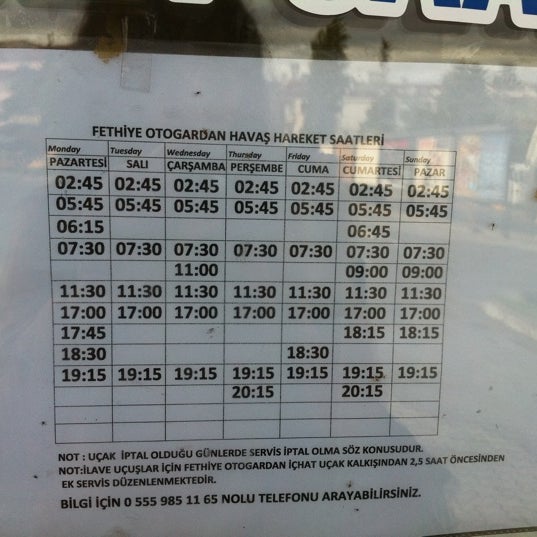 FETHİYE OTOGARDAN HAVAŞ HAREKET SAATLERİ
Monday Tuesday Wednesday Thursday Friday Saturday Sunday
PAZARTESİ SALI ÇARŞAMBA PERŞEMBE CUMA CUMARTESİ PAZAR
02:45 02:45 02:45 02:45 02:45 02:45 02:45
05:45 05:45 05:45 05:45 05:45 05:45 05:45
06:15 06:45
07:30 07:30 07:30 07:30 07:30 07:30 07:30
11:00 09:00 09:00
11:30 11:30 11:30 11:30 11:30 11:30 11:30
17:00 17:00 17:00 17:00 17:00 17:00 17:00
17:45 18:15 18:15
18:30 18:30
19:15 19:15 19:15 19:15 19:15 19:15 19:15
20:15 20:15
NOT : UÇAK İPTAL OLDUĞU GÜNLERDE SERVİS İPTAL OLMA SÖZ KONUSUDUR.
NOT:İLAVE UÇUŞLAR İÇİN FETHİYE OTOGARDAN İÇHAT UÇAK KALKIŞINDAN 2,5 SAAT ÖNCESİNDEN
EK SERVİS DÜZENLENMEKTEDİR.
BİLGİ İÇİN 0 555 985 11 65 NOLU TELEFONU ARAYABİLİRSİNİZ.